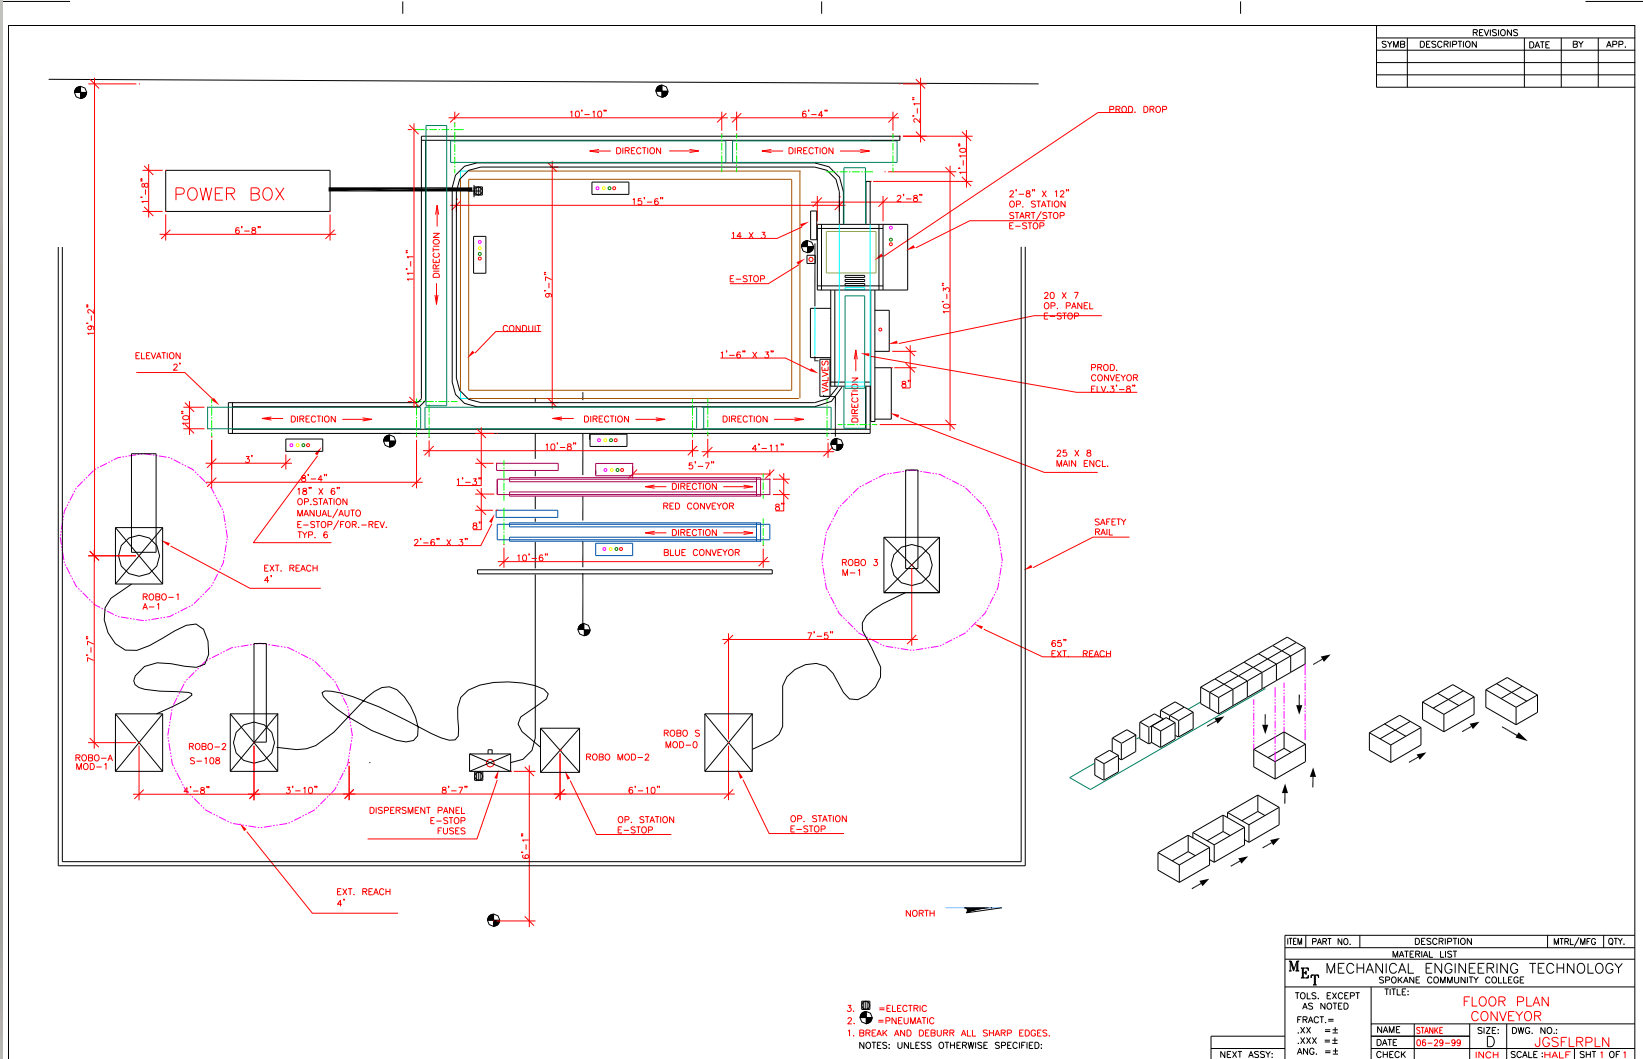 REVISIONS
SYMB DESCRIPTION DATE BY APP.
10'-10"
6'-4"
2'-1"
PROD. DROP
DIRECTION
DIRECTION
1'-10"
1'-8"
POWER BOX
6'-8"
15'-6"
2'-8"
2'-8" X 12"
OP. STATION
START/STOP
E-STOP
14 X 3
E-STOP
DIRECTION
11'-1"
9'-7"
10'-3"
19'-2"
20 X 7
OP. PANEL
E-STOP
CONDUIT
ELEVATION
2'
1'-6" X 3"
VALVES
DIRECTION
8"
PROD.
CONVEYOR
ELV.3'-8"
10"
DIRECTION
DIRECTION
DIRECTION
10'-8"
4'-11"
3'
8'-4"
18" X 6"
OP.STATION
MANUAL/AUTO
E-STOP/FOR.-REV.
TYP. 6
25 X 8
MAIN ENCL.
5'-7"
1'-3"
DIRECTION
8"
RED CONVEYOR
8"
DIRECTION
2'-6" X 3"
BLUE CONVEYOR
10'-6"
SAFETY
RAIL
ROBO 3
M-1
EXT. REACH
4'
ROBO-1
A-1
7'-7"
7'-5"
65"
EXT. REACH
ROBO-A
MOD-1
ROBO-2
S-108
ROBO MOD-2
ROBO S
MOD-0
4'-8"
3'-10"
8'-7"
6'-10"
DISPERSMENT PANEL
E-STOP
FUSES
OP. STATION
E-STOP
OP. STATION
E-STOP
6'-1"
EXT. REACH
4'
NORTH
3. =ELECTRIC
2. =PNEUMATIC
1. BREAK AND DEBURR ALL SHARP EDGES.
NOTES: UNLESS OTHERWISE SPECIFIED:
ITEM PART NO. DESCRIPTION MTRL/MFG QTY.
MATERIAL LIST
MET MECHANICAL ENGINEERING TECHNOLOGY
SPOKANE COMMUNITY COLLEGE
TOLS. EXCEPT
AS NOTED
FRACT.=
.XX =±
.XXX =±
ANG. =±
TITLE:
FLOOR PLAN
CONVEYOR
NAME STANKE SIZE: DWG. NO.:
DATE 06-29-99 D JGSFLRPLN
NEXT ASSY: CHECK INCH SCALE :HALF SHT 1 OF 1